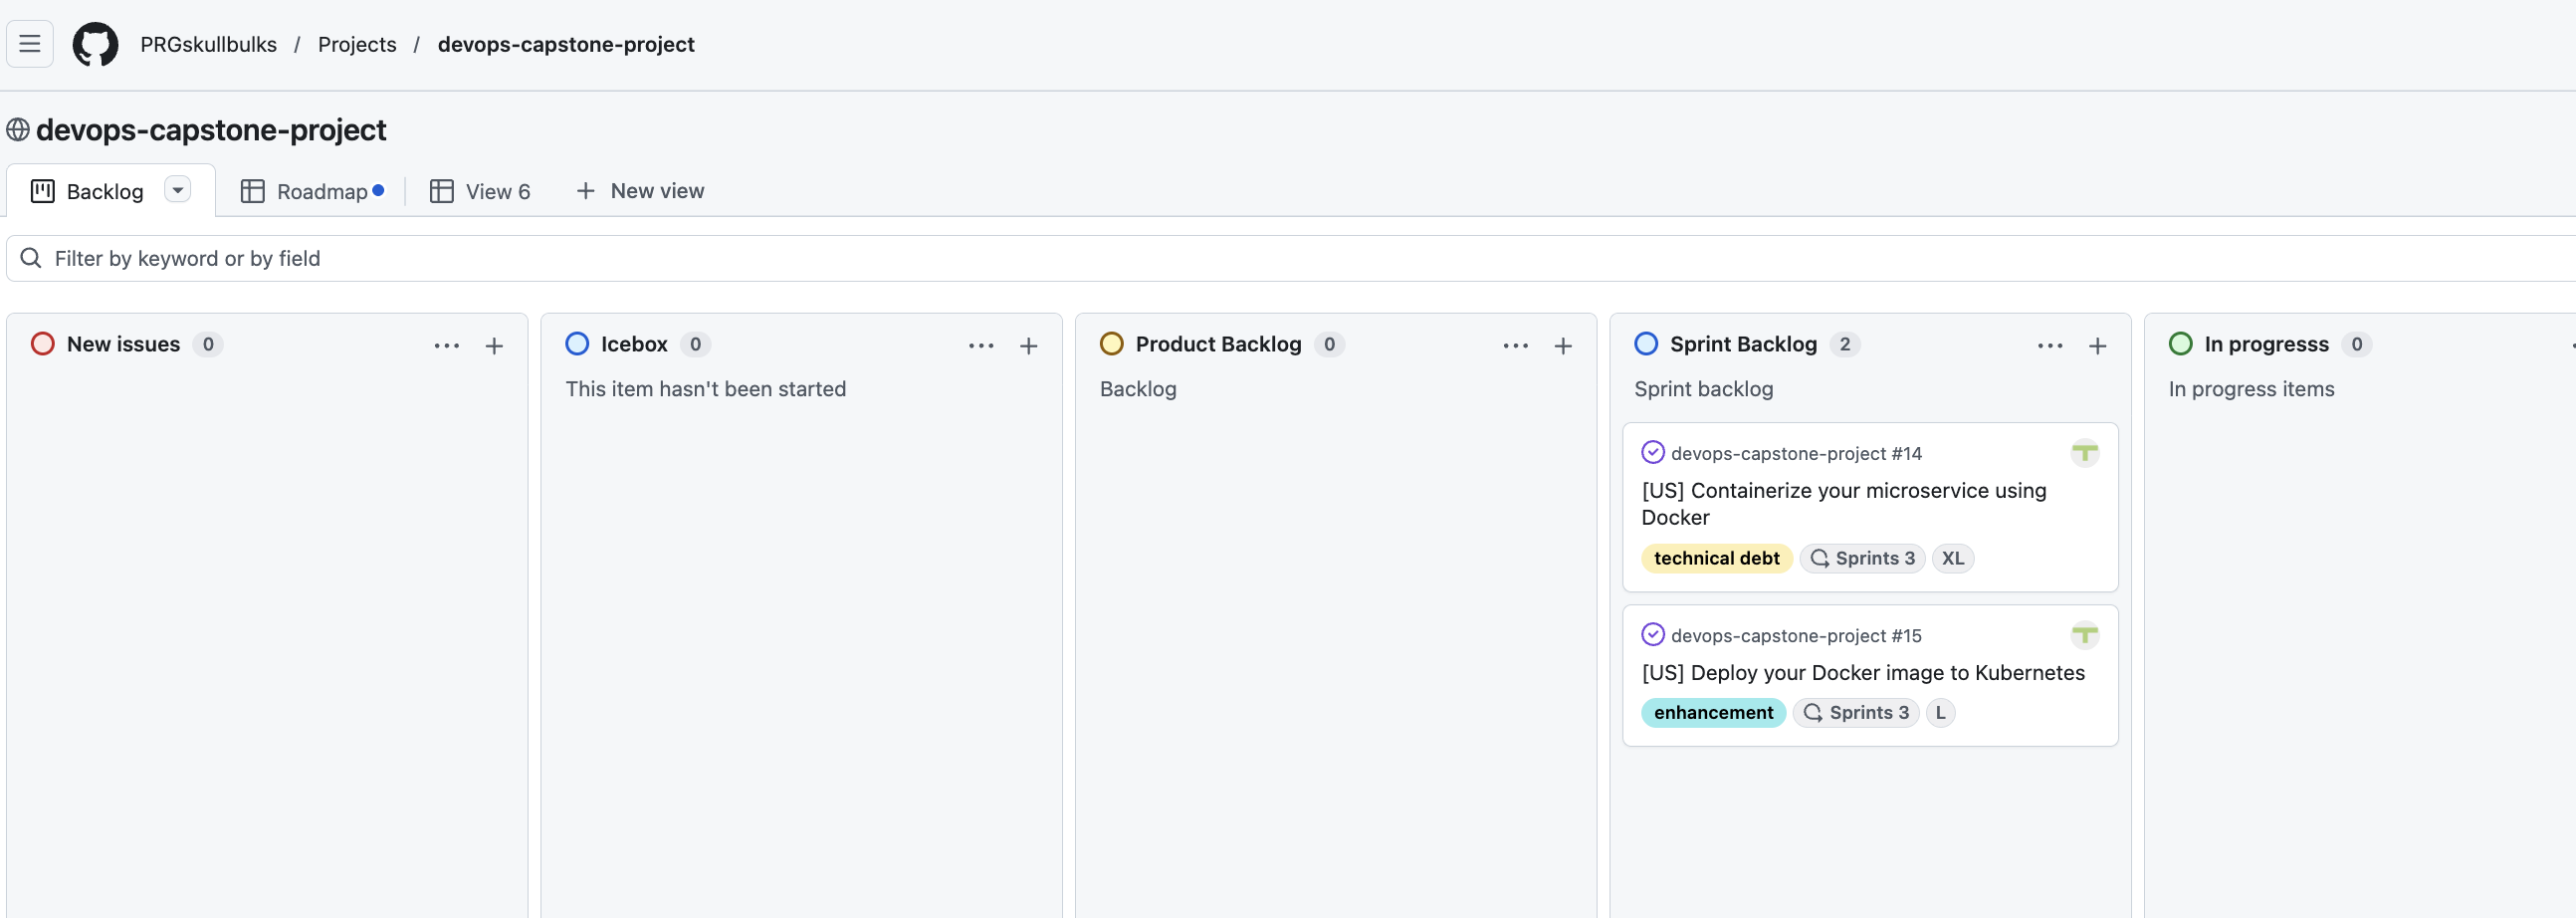 PRGskullbulks / Projects / devops-capstone-project
devops-capstone-project
Backlog Roadmap View 6 New view
Filter by keyword or by field
New issues 0
Icebox 0
This item hasn't been started
Product Backlog 0
Backlog
Sprint Backlog 2
Sprint backlog
devops-capstone-project #14
[US] Containerize your microservice using
Docker
technical debt Sprints 3 XL
devops-capstone-project #15
[US] Deploy your Docker image to Kubernetes
enhancement Sprints 3 L
In progresss 0
In progress items